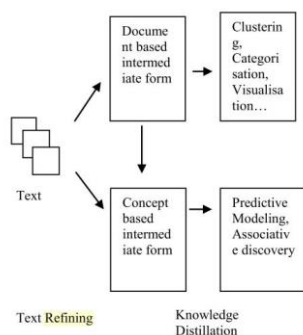 Docume
nt based
intermed
iate form
Clusterin
g,
Categori
sation,
Visualisa
tion…
Text
Concept
based
intermed
iate form
Predictive
Modeling,
Associativ
e discovery
Text Refining
Knowledge
Distillation